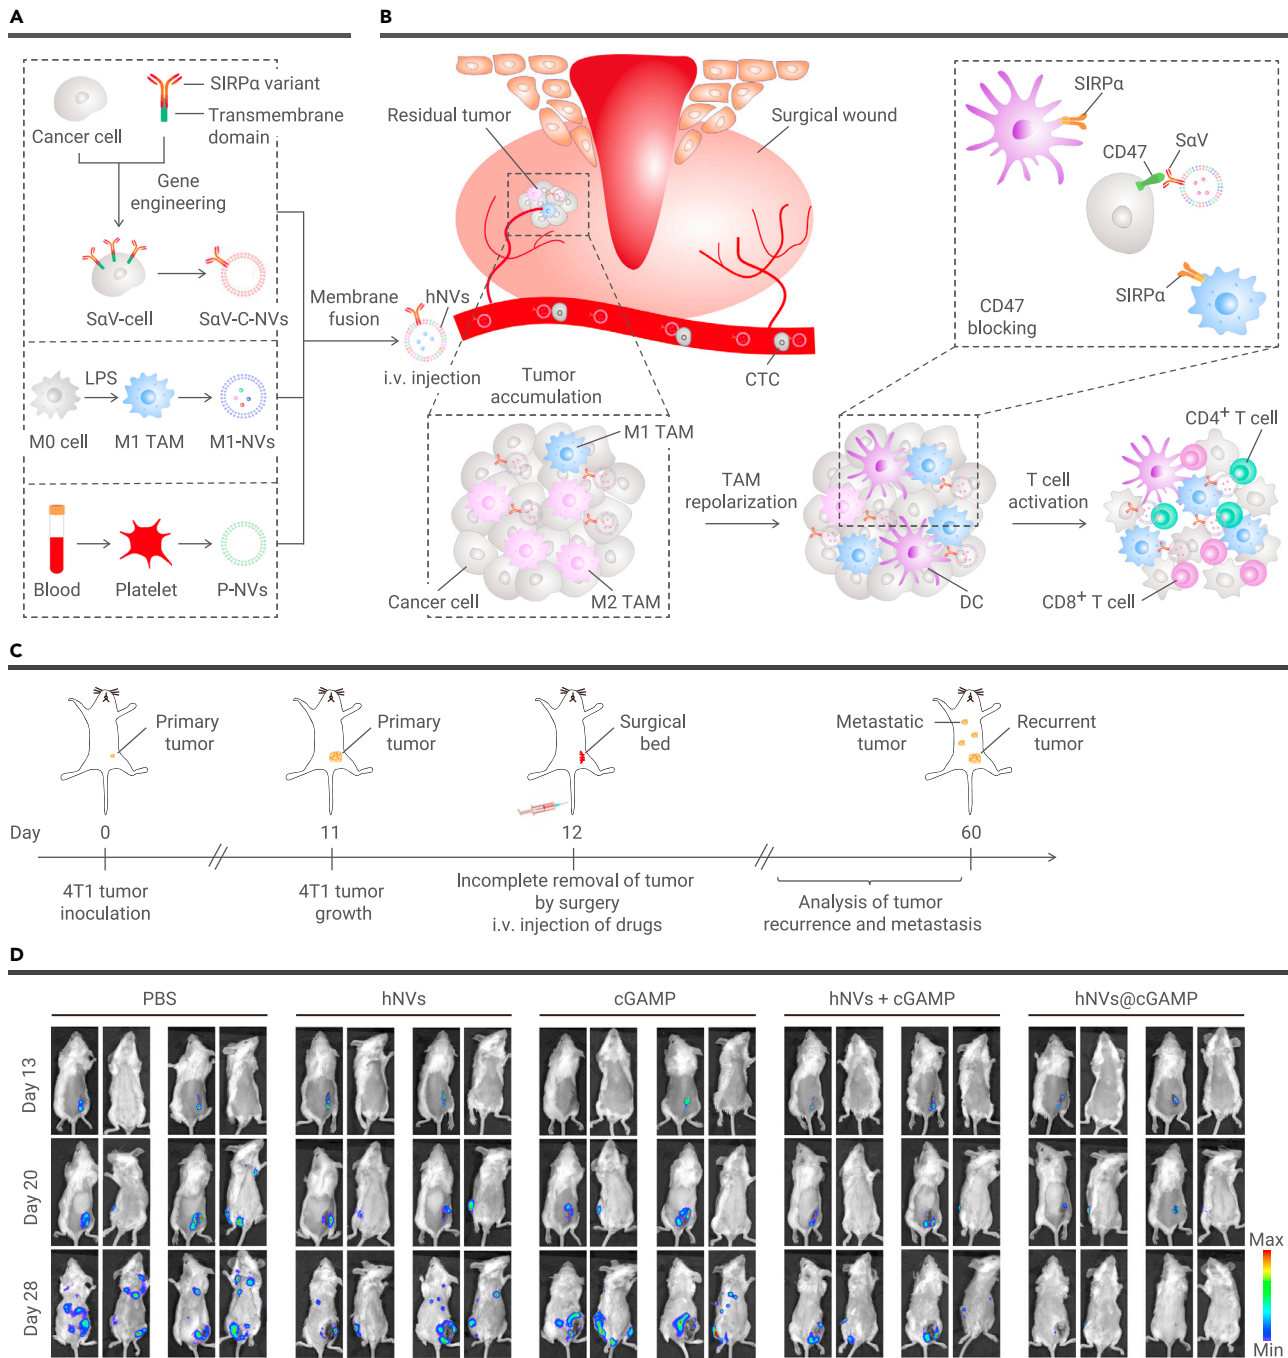 A
SIRPα variant
Transmembrane
domain
Cancer cell
Gene
engineering
SαV-cell
SαV-C-NVs
LPS
M0 cell
M1 TAM
M1-NVs
Blood
Platelet
P-NVs
Membrane
fusion
B
Residual tumor
Surgical wound
hNVs
i.v. injection
CTC
Tumor
accumulation
M1 TAM
Cancer cell
M2 TAM
TAM
repolarization
SIRPα
CD47
SαV
SIRPα
CD47
blocking
DC
T cell
activation
CD4+ T cell
CD8+ T cell
C
Primary
tumor
Primary
tumor
Surgical
bed
Metastatic
tumor
Recurrent
tumor
Day
0
11
12
60
4T1 tumor
inoculation
4T1 tumor
growth
Incomplete removal of tumor
by surgery
i.v. injection of drugs
Analysis of tumor
recurrence and metastasis
D
PBS
hNVs
cGAMP
hNVs + cGAMP
hNVs@cGAMP
Day 13
Day 20
Day 28
Max
Min